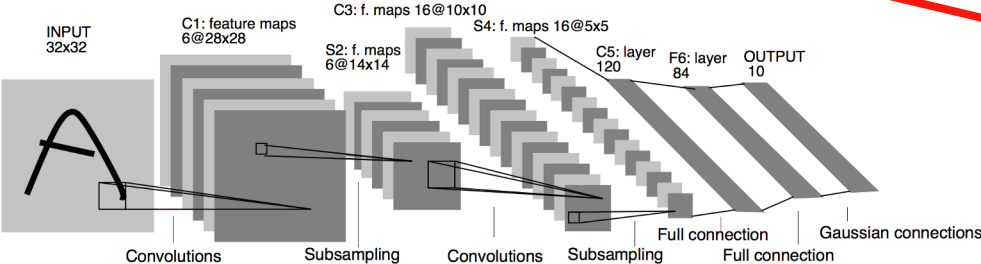 INPUT
32x32
C1: feature maps
6@28x28
S2: f. maps
6@14x14
C3: f. maps 16@10x10
S4: f. maps 16@5x5
C5: layer
120
F6: layer
84
OUTPUT
10
A
Convolutions
Subsampling
Convolutions
Subsampling
Full connection
Full connection
Gaussian connections